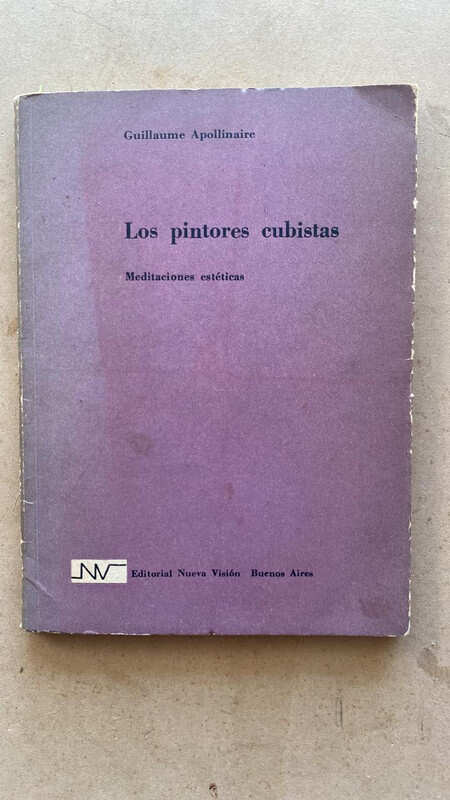 Guillaume Apollinaire
Los pintores cubistas
Meditaciones estéticas
NV Editorial Nueva Visión Buenos Aires